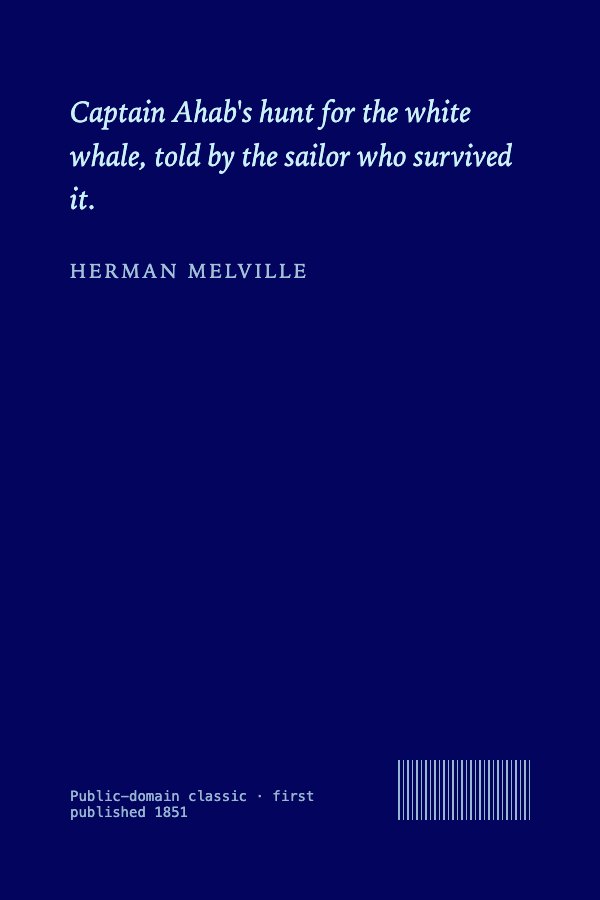 Captain Ahab's hunt for the white
whale, told by the sailor who survived
it.
HERMAN MELVILLE
Public-domain classic · first
published 1851